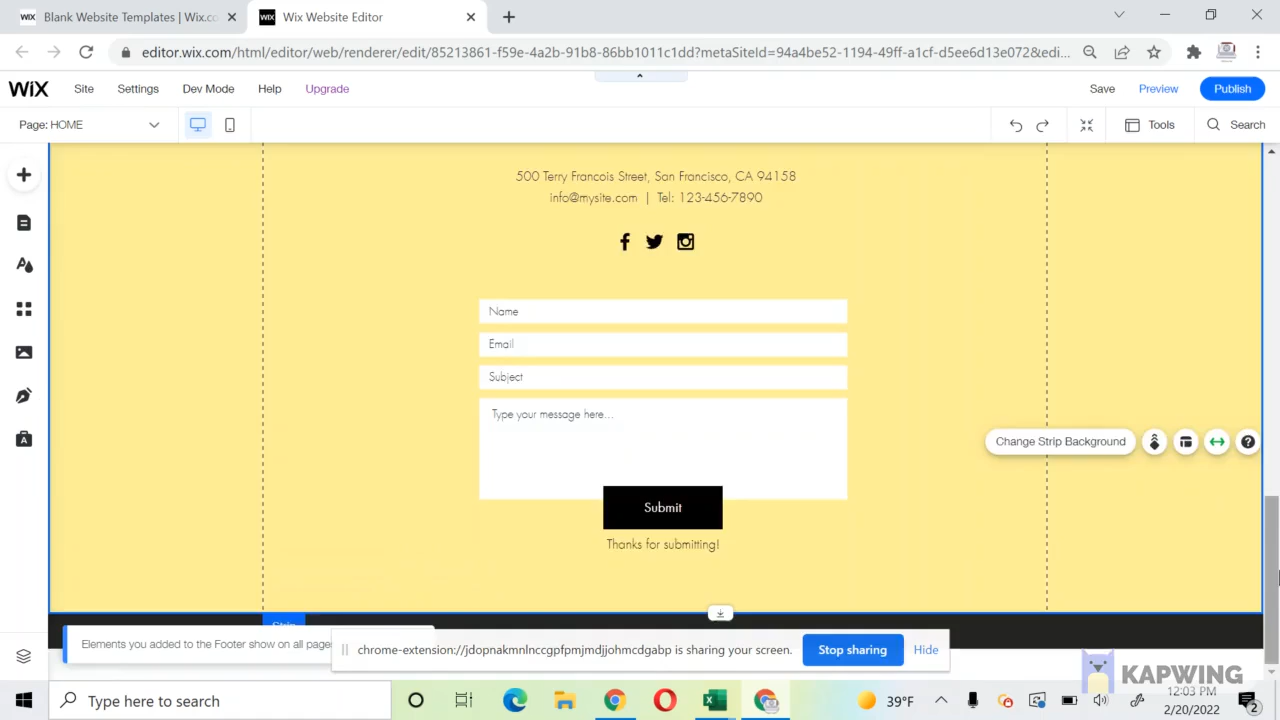 WiX Blank Website Templates | Wix.co
WiX Wix Website Editor
editor.wix.com/html/editor/web/renderer/edit/85213861-f59e-4a2b-91b8-86bb1011c1dd?metaSiteId=94a4be52-1194-49ff-a1cf-d5ee6d13e072&edi...
WiX Site Settings Dev Mode Help Upgrade Save Preview Publish
Page: HOME Tools Search
500 Terry Francois Street, San Francisco, CA 94158
info@mysite.com | Tel: 123-456-7890
Name
Email
Subject
Type your message here...
Change Strip Background
Submit
Thanks for submitting!
Strip
Elements you added to the Footer show on all page
chrome-extension://jdopnakmnlnccgpfpmjmdjjohmcdgabp is sharing your screen. Stop sharing Hide
KAPWING
Type here to search
39°F
12:03 PM
2/20/2022
2